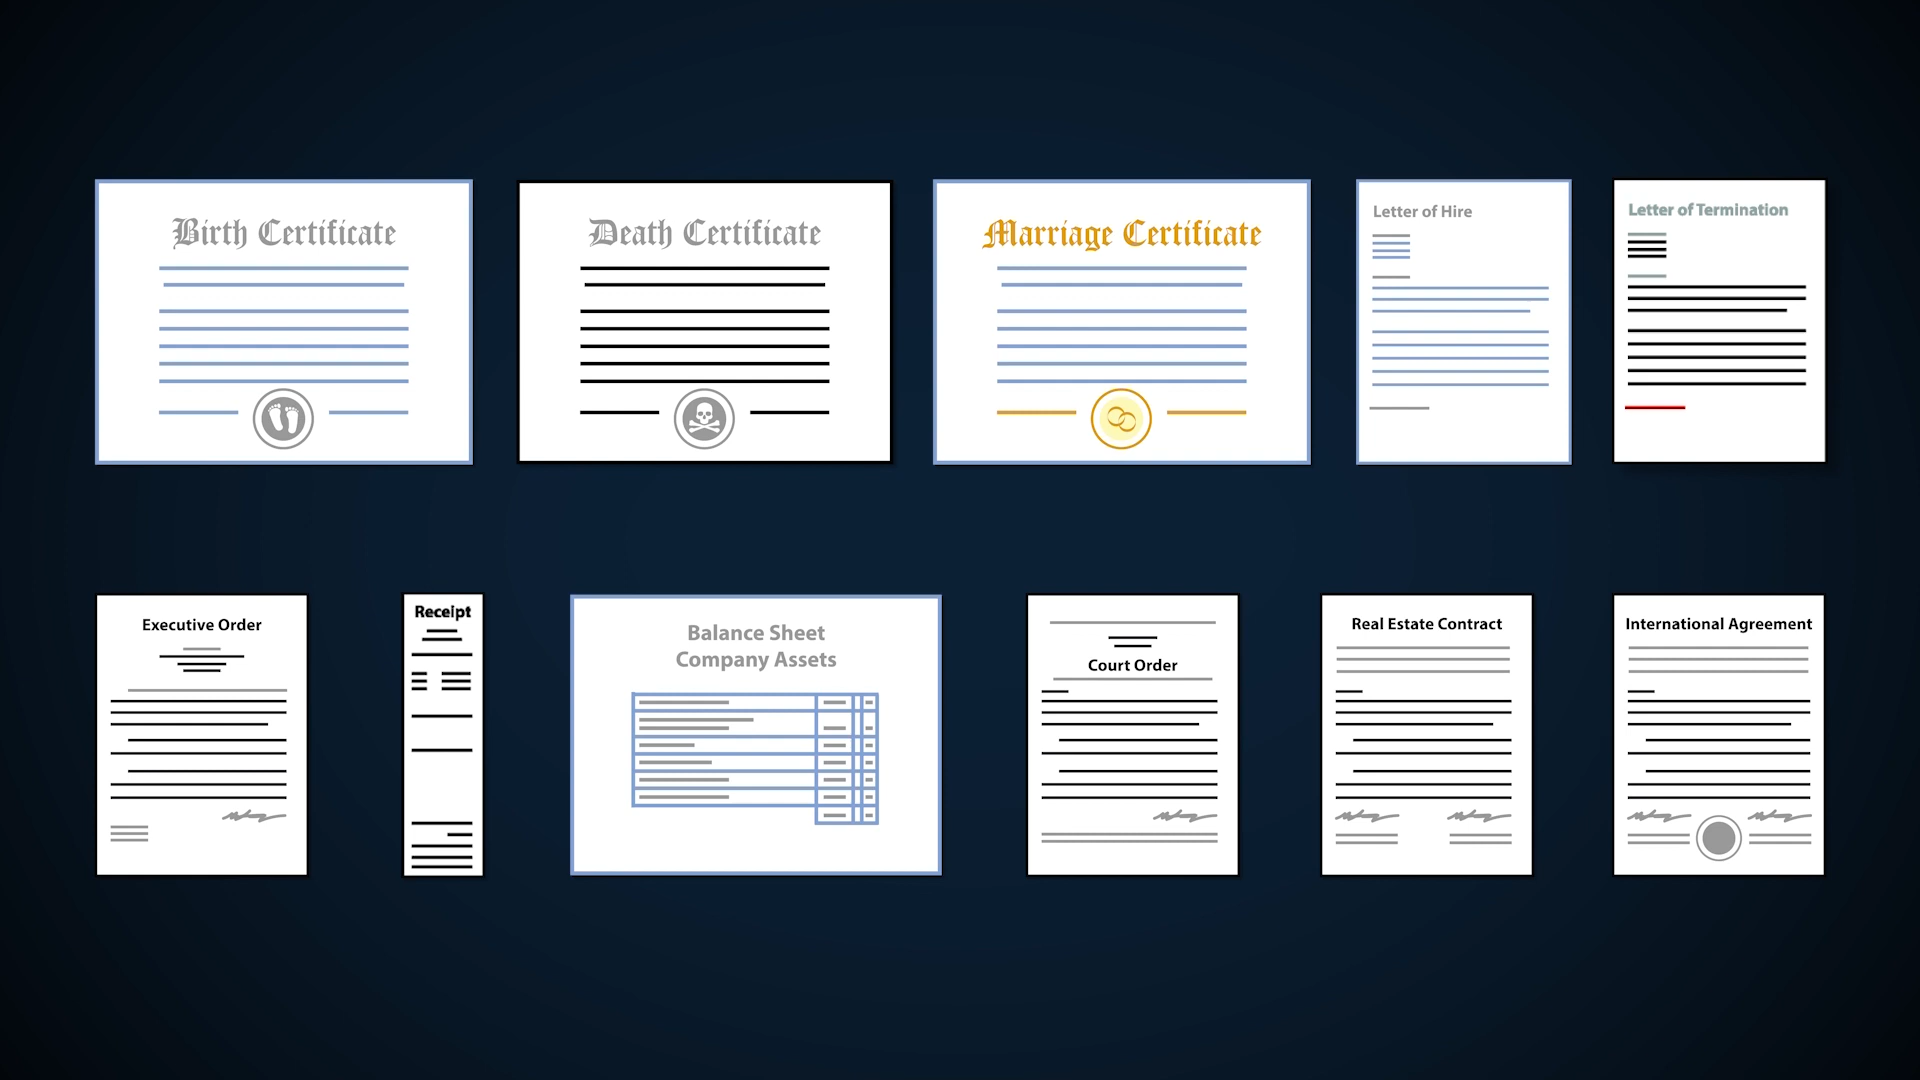 Birth Certificate
Death Certificate
Marriage Certificate
Letter of Hire
Letter of Termination
Executive Order
Receipt
Balance Sheet
Company Assets
Court Order
Real Estate Contract
International Agreement